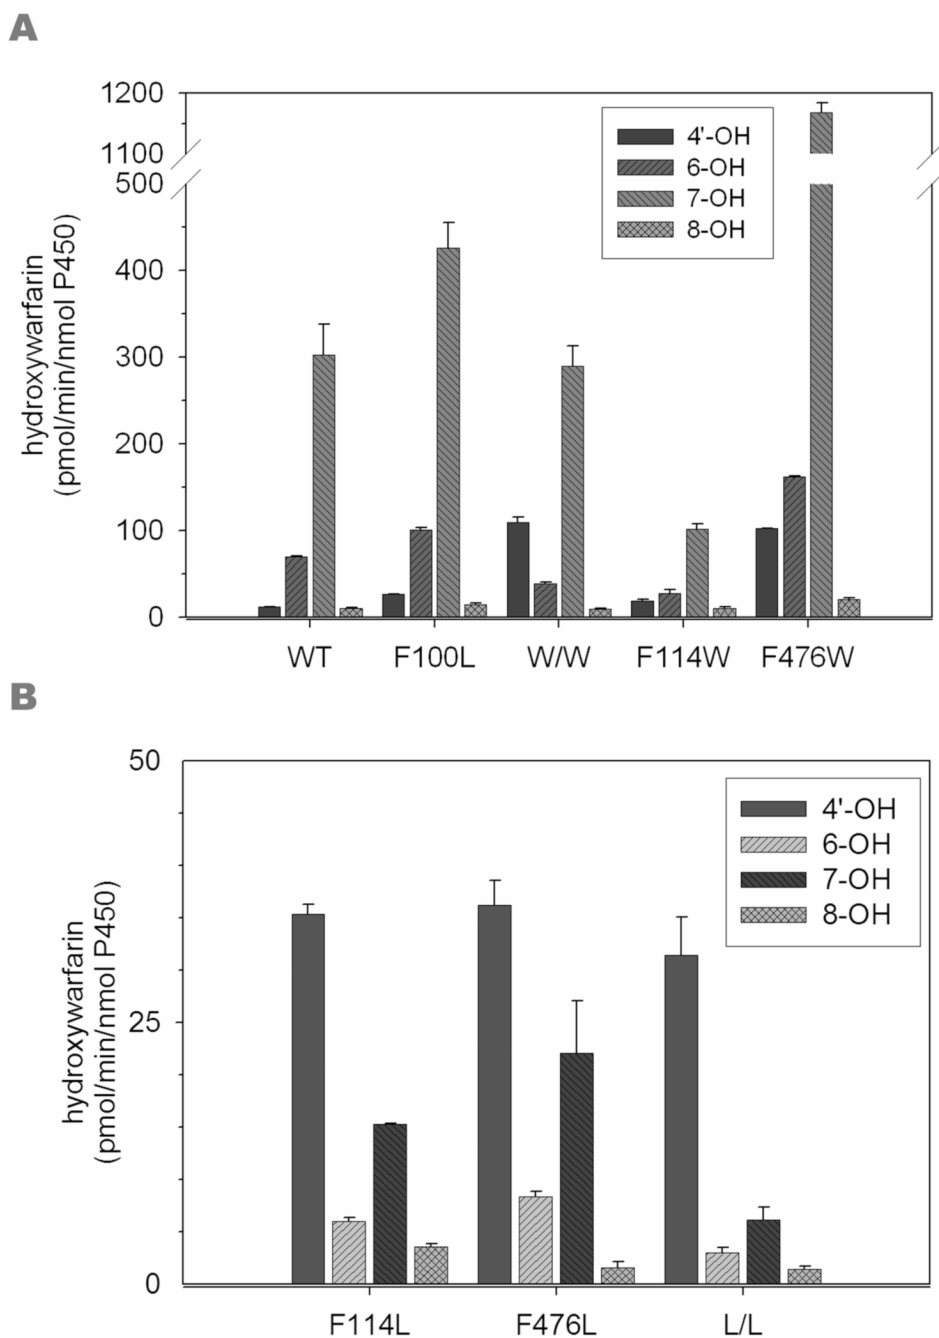 A
1200
1100
500
400
300
200
100
0
hydroxywarfarin
(pmol/min/nmol P450)
4'-OH
6-OH
7-OH
8-OH
WT F100L W/W F114W F476W
B
50
25
0
hydroxywarfarin
(pmol/min/nmol P450)
4'-OH
6-OH
7-OH
8-OH
F114L F476L L/L